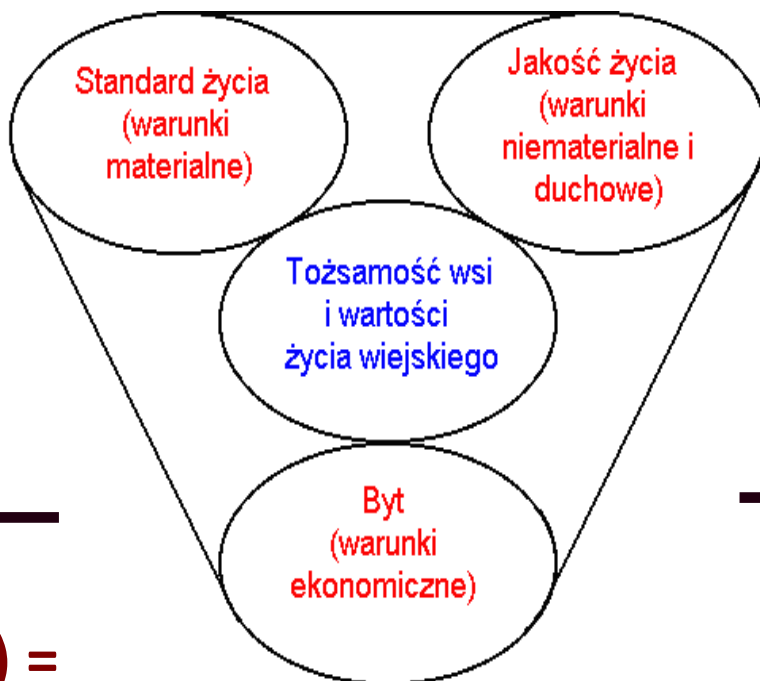 Standard życia
(warunki
materialne)
Jakość życia
(warunki
niematerialne i
duchowe)
Tożsamość wsi
i wartości
życia wiejskiego
Byt
(warunki
ekonomiczne)
) =